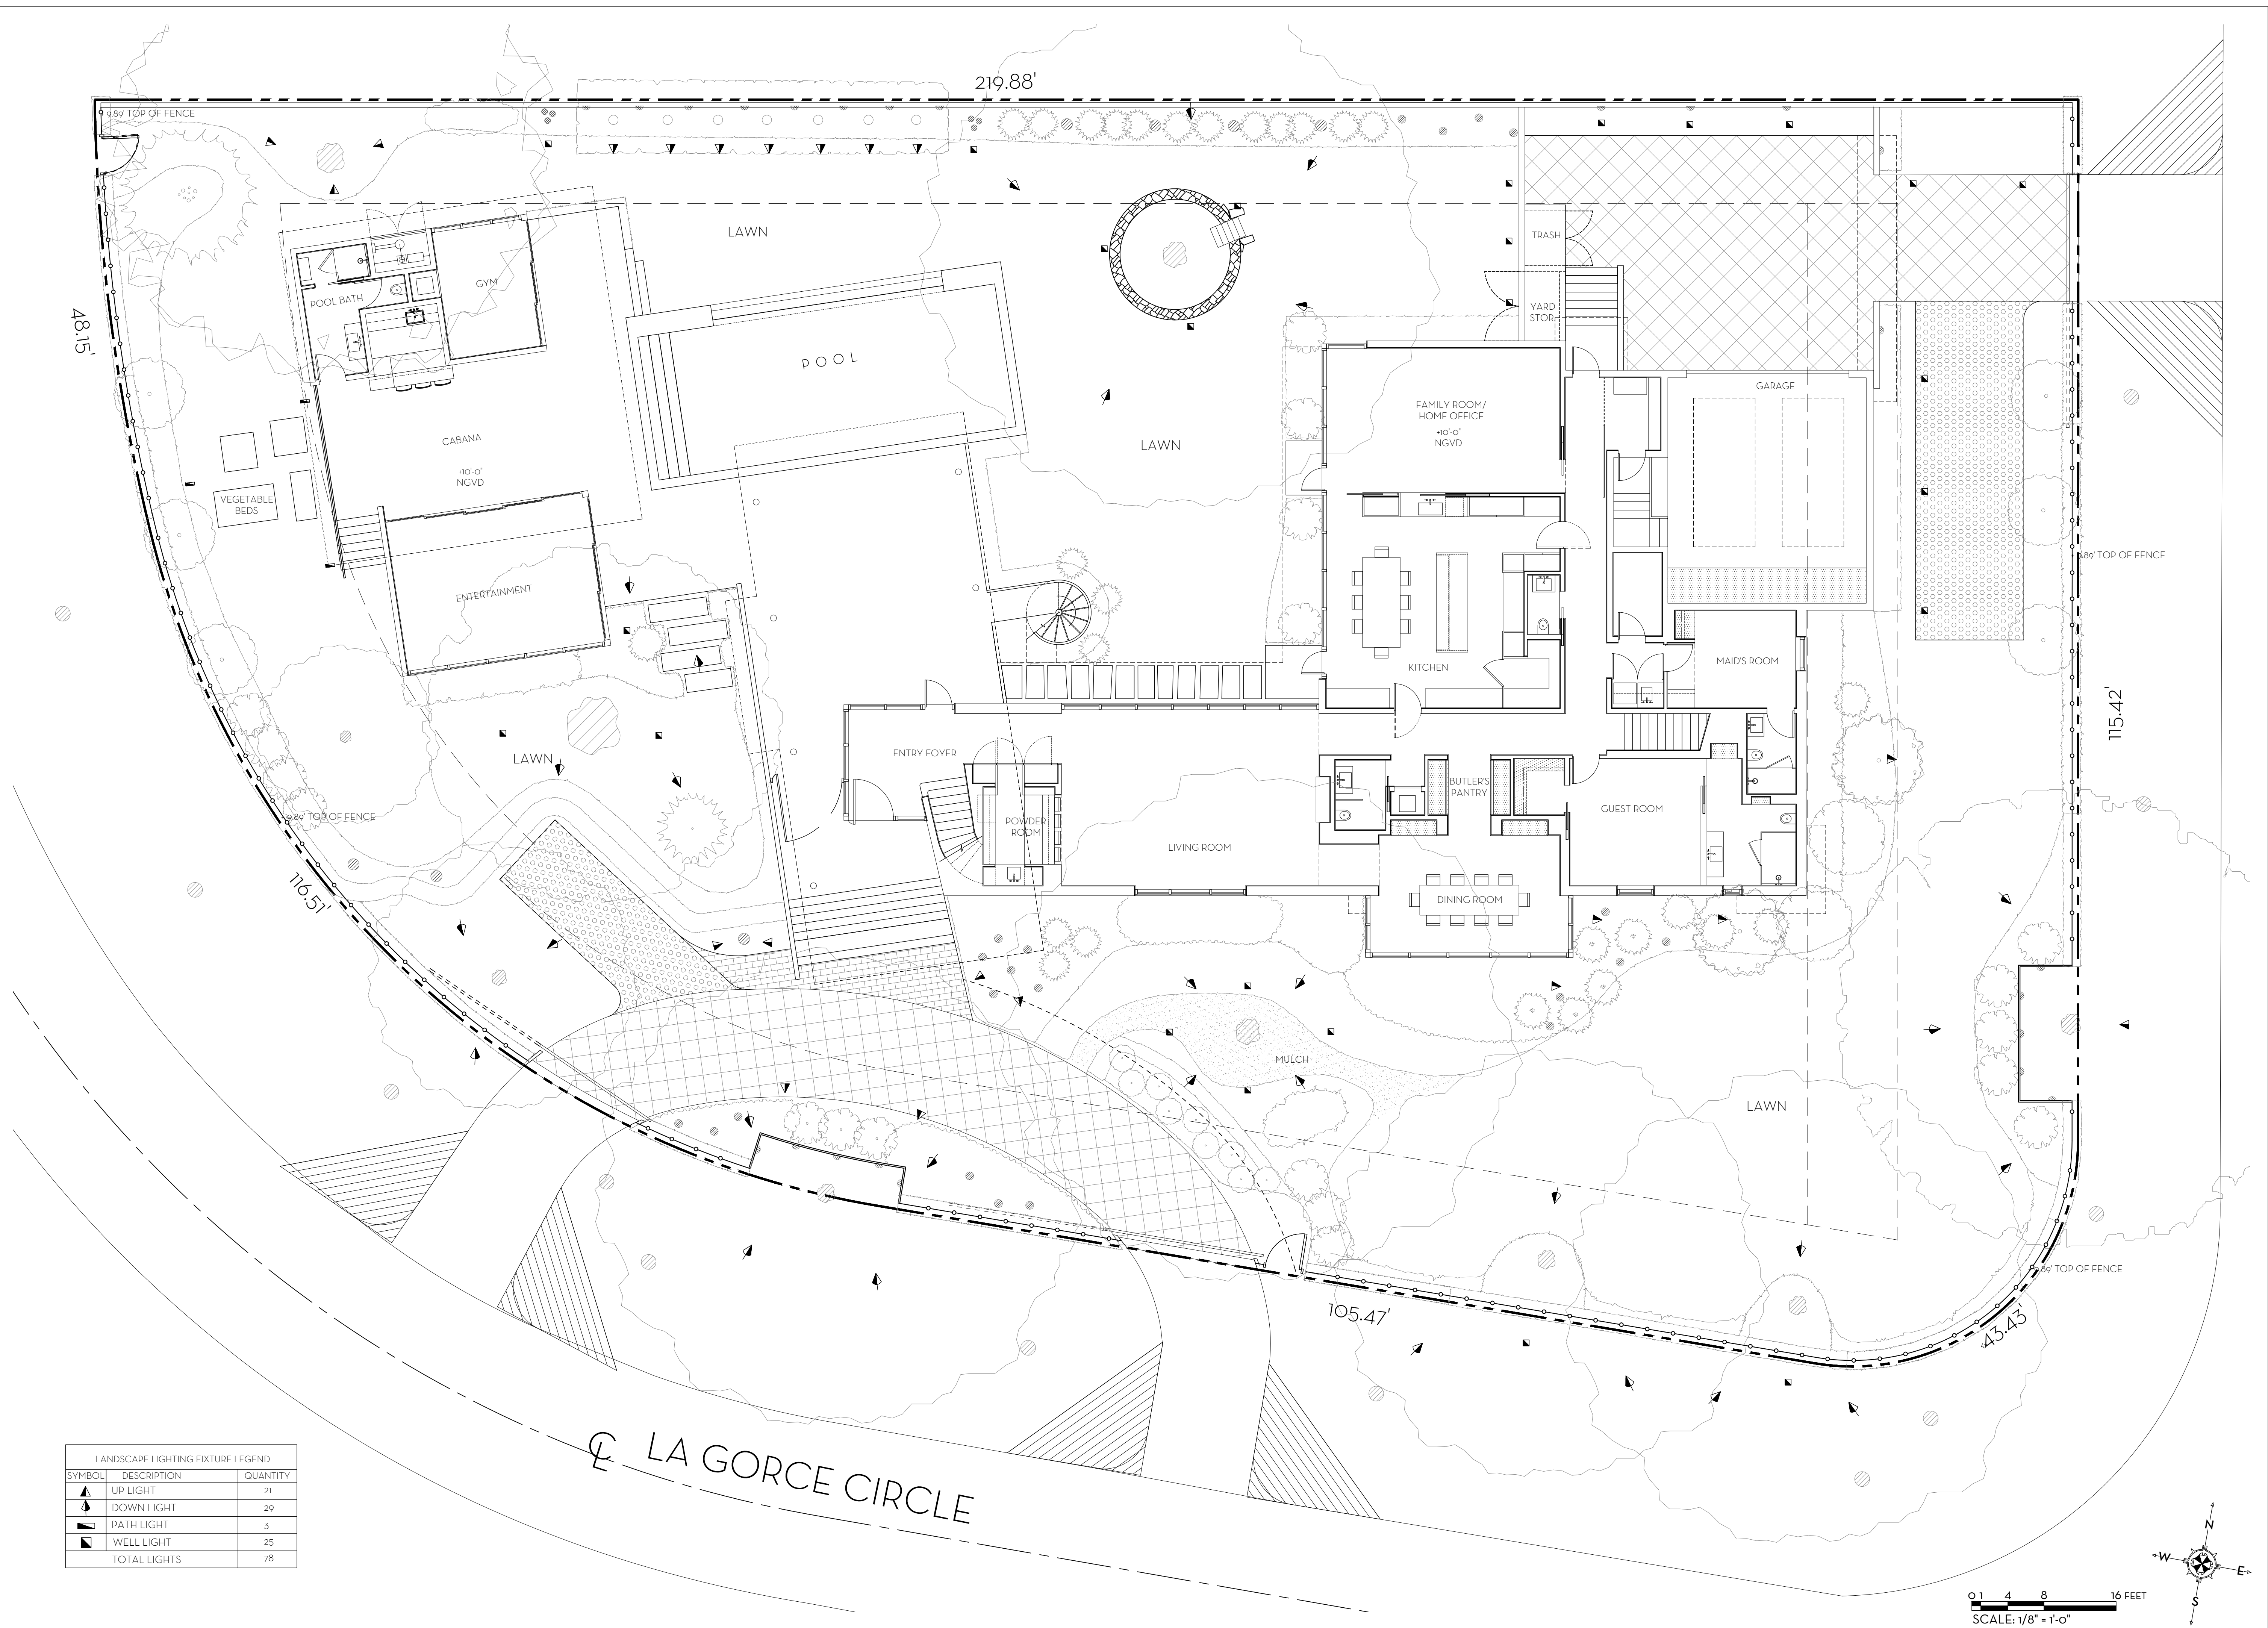 219.88'
9.89' TOP OF FENCE
LAWN
TRASH
YARD
STOR.
GYM
POOL BATH
48.15'
POOL
GARAGE
FAMILY ROOM/
HOME OFFICE
+10'-0"
NGVD
LAWN
CABANA
+10'-0"
NGVD
VEGETABLE
BEDS
ENTERTAINMENT
.89' TOP OF FENCE
KITCHEN
MAID'S ROOM
115.42'
ENTRY FOYER
LAWN
BUTLER'S
PANTRY
GUEST ROOM
9.89' TOP OF FENCE
POWDER
ROOM
LIVING ROOM
116.51'
DINING ROOM
MULCH
LAWN
9.89' TOP OF FENCE
105.47'
43.43'
CL LA GORCE CIRCLE
LANDSCAPE LIGHTING FIXTURE LEGEND
SYMBOL DESCRIPTION QUANTITY
UP LIGHT 21
DOWN LIGHT 29
PATH LIGHT 3
WELL LIGHT 25
TOTAL LIGHTS 78
N
W
E
S
0 1 4 8 16 FEET
SCALE: 1/8" = 1'-0"